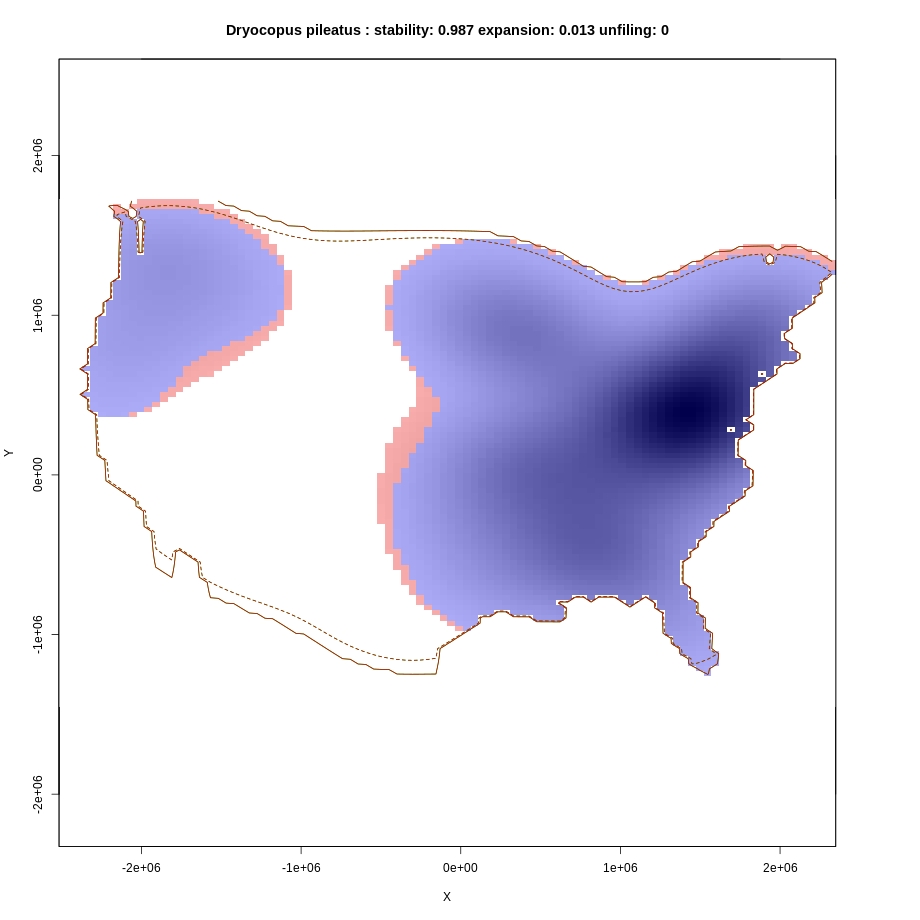 Dryocopus pileatus : stability: 0.987 expansion: 0.013 unfiling: 0
2e+06
1e+06
0e+00
-1e+06
-2e+06
Y
-2e+06 -1e+06 0e+00 1e+06 2e+06
X